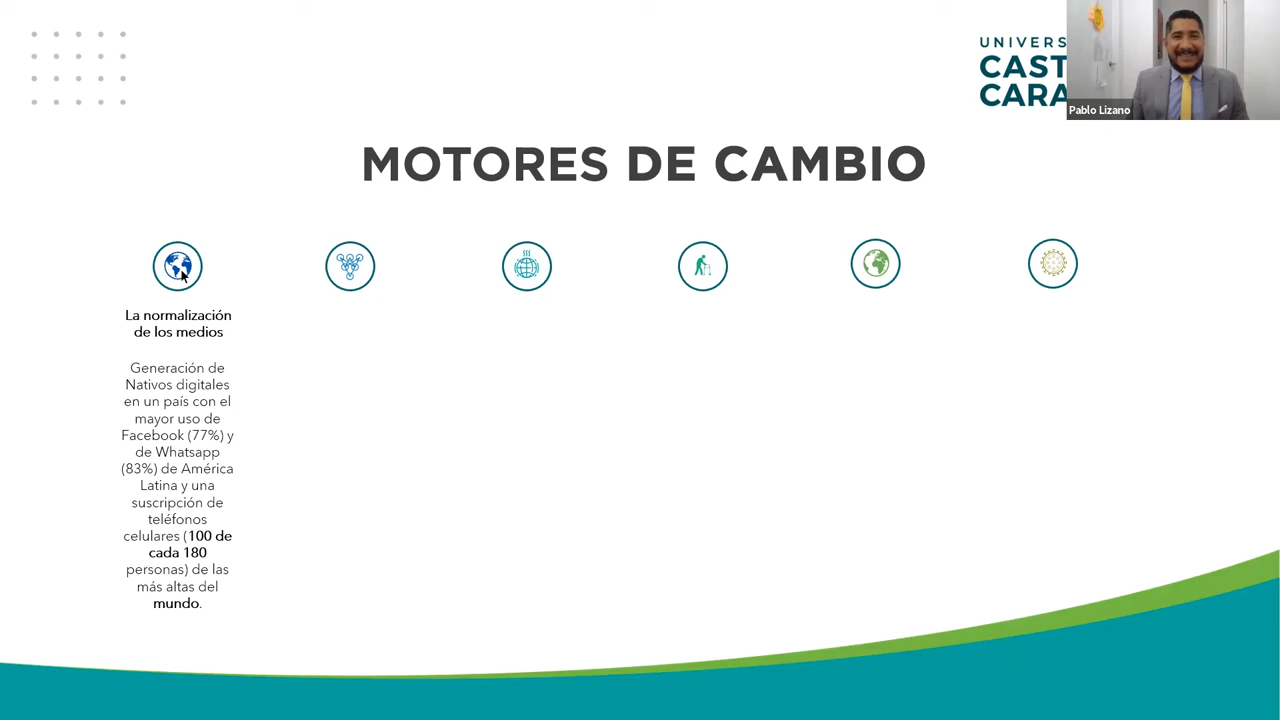 UNIVERS
CAST
CARA
Pablo Lizano
MOTORES DE CAMBIO
La normalización
de los medios
Generación de
Nativos digitales
en un país con el
mayor uso de
Facebook (77%) y
de Whatsapp
(83%) de América
Latina y una
suscripción de
teléfonos
celulares (100 de
cada 180
personas) de las
más altas del
mundo.